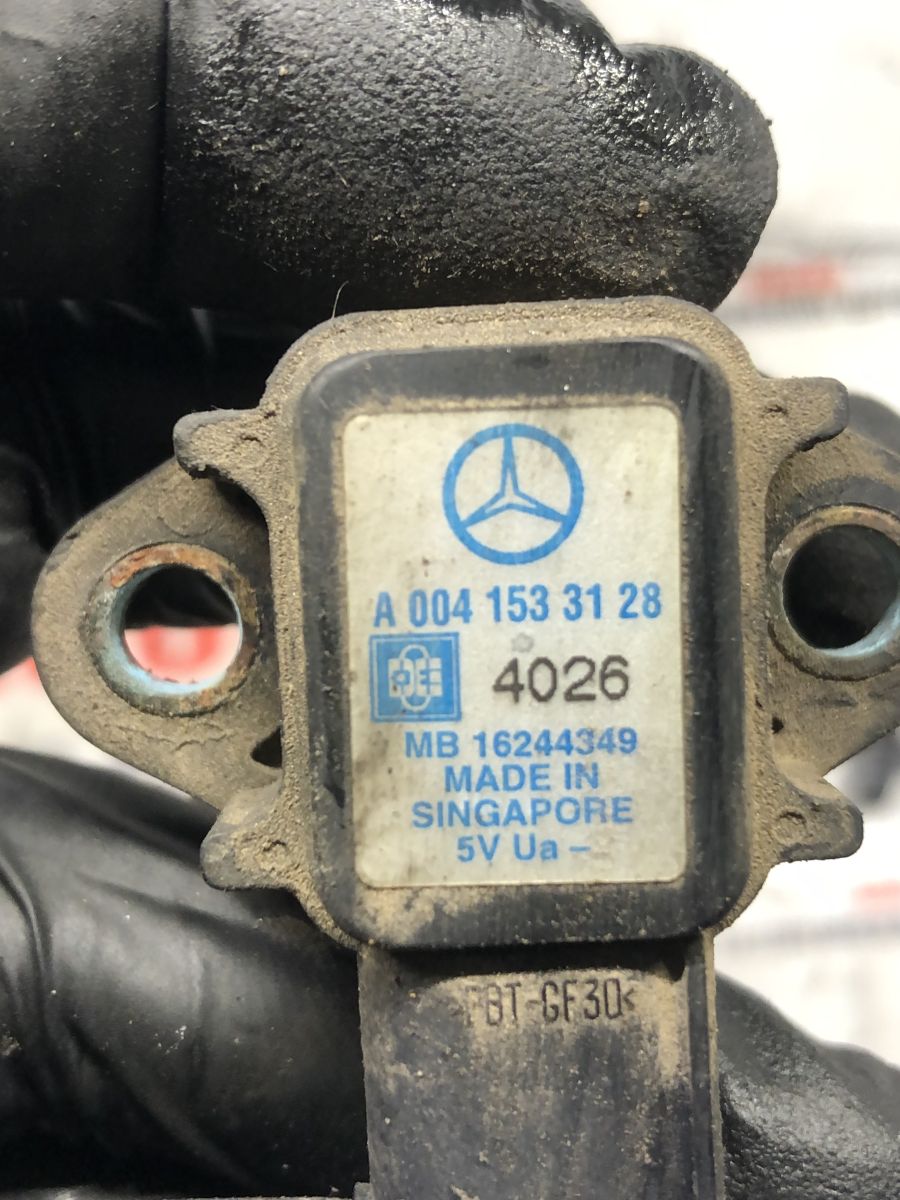 A 004 153 31 28
4026
MB 16244349
MADE IN
SINGAPORE
5V Ua –
PBT-GF30<